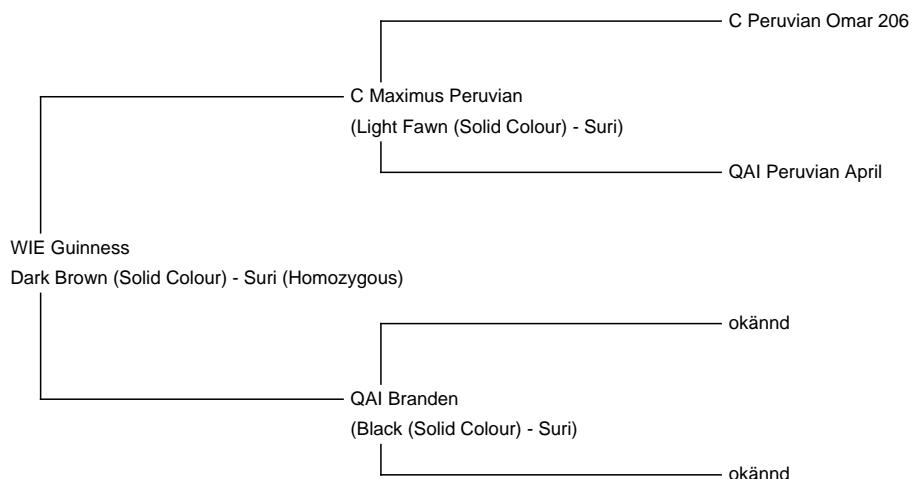 C Peruvian Omar 206
C Maximus Peruvian
(Light Fawn (Solid Colour) - Suri)
QAI Peruvian April
WIE Guinness
Dark Brown (Solid Colour) - Suri (Homozygous)
okännd
QAI Branden
(Black (Solid Colour) - Suri)
okännd